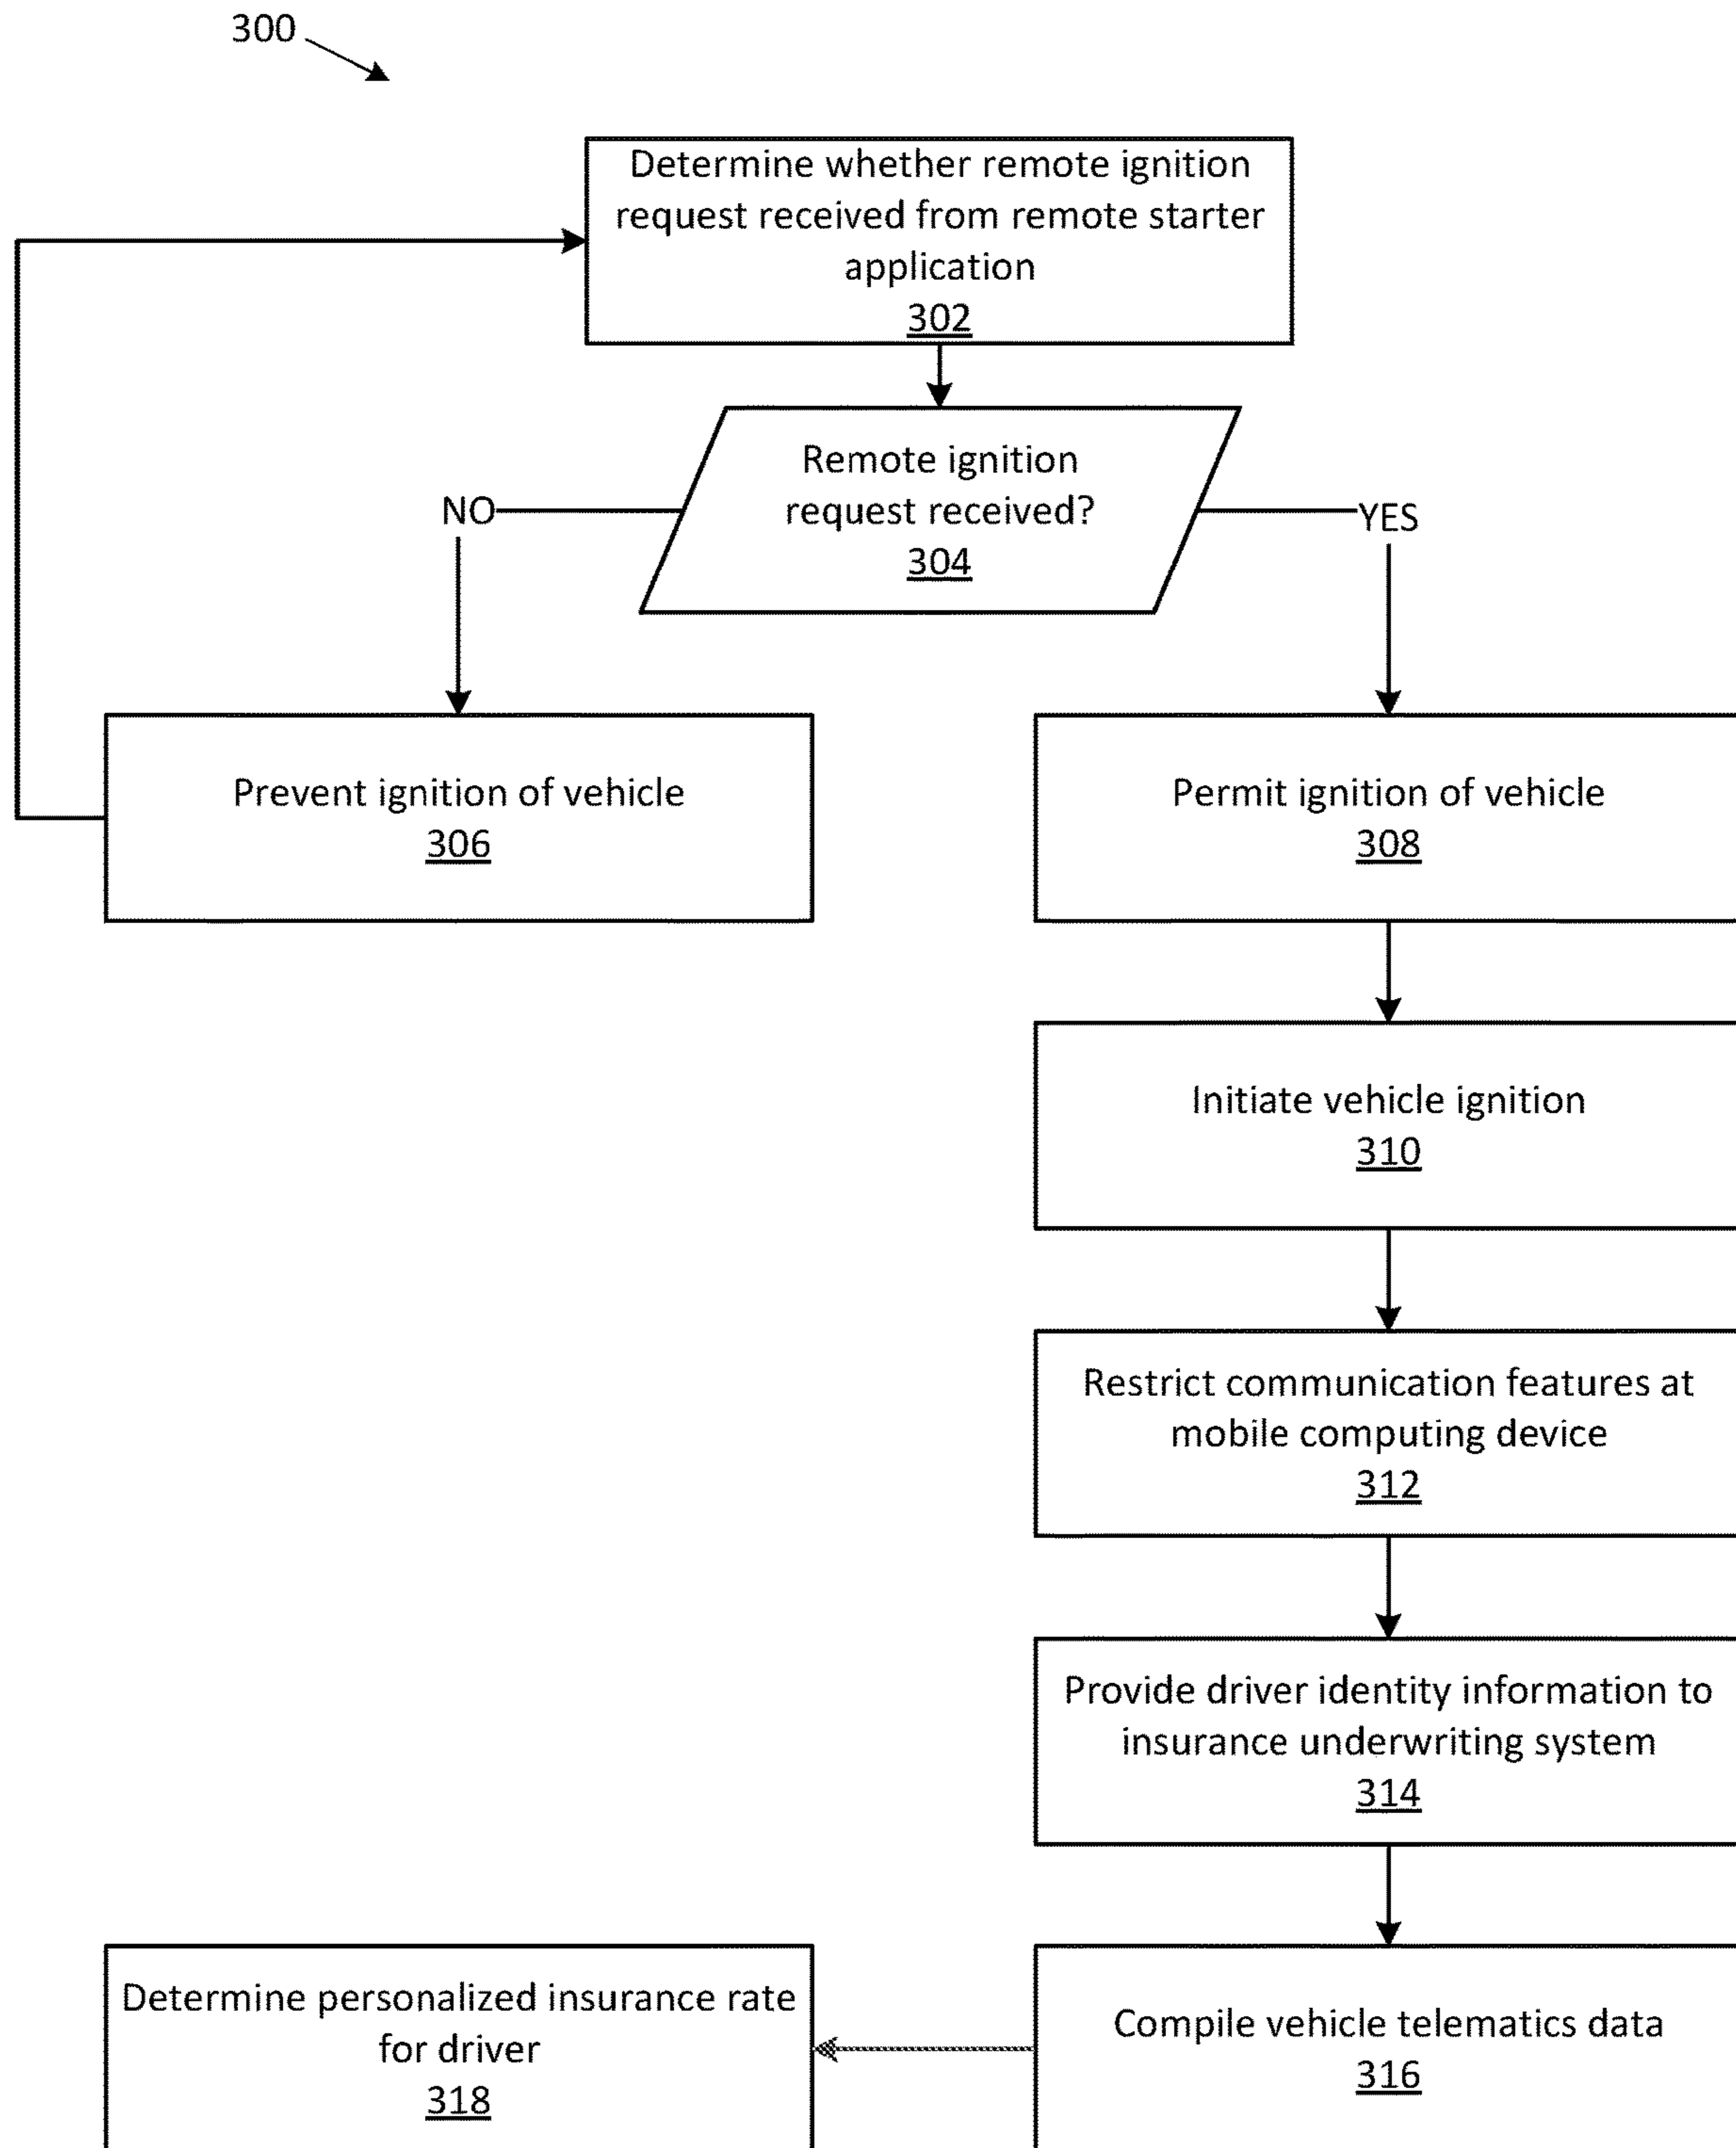 300
Determine whether remote ignition
request received from remote starter
application
302
Remote ignition
request received?
304
NO
YES
Prevent ignition of vehicle
306
Permit ignition of vehicle
308
Initiate vehicle ignition
310
Restrict communication features at
mobile computing device
312
Provide driver identity information to
insurance underwriting system
314
Determine personalized insurance rate
for driver
318
Compile vehicle telematics data
316